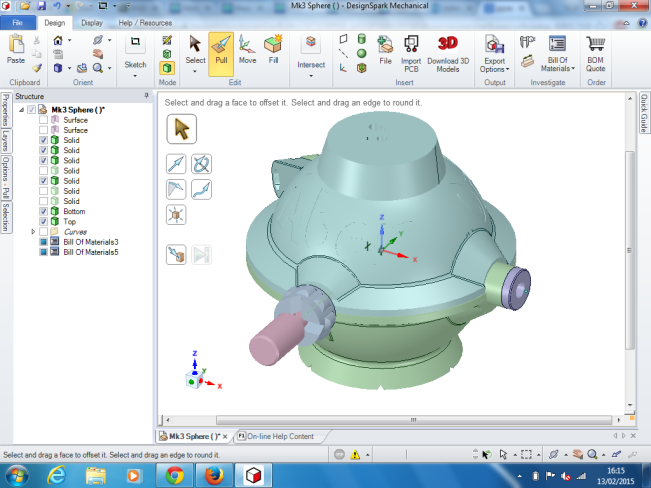 Mk3 Sphere ( ) - DesignSpark Mechanical
File Design Display Help / Resources
Paste
Sketch
Select Pull Move Fill
Intersect
File Import PCB 3D Download 3D Models
Export Options
Bill Of Materials
BOM Quote
Clipboard Orient Mode Edit Insert Output Investigate Order
Structure
Properties
Layers
Options - Pull
Selection
Quick Guide
Mk3 Sphere ( )*
Surface
Surface
Solid
Solid
Solid
Solid
Solid
Solid
Solid
Bottom
Top
Curves
Bill Of Materials3
Bill Of Materials5
Select and drag a face to offset it. Select and drag an edge to round it.
Z
Y
X
Z
Y
X
Mk3 Sphere ( )* On-line Help Content
Select and drag a face to offset it. Select and drag an edge to round it.
16:15
13/02/2015